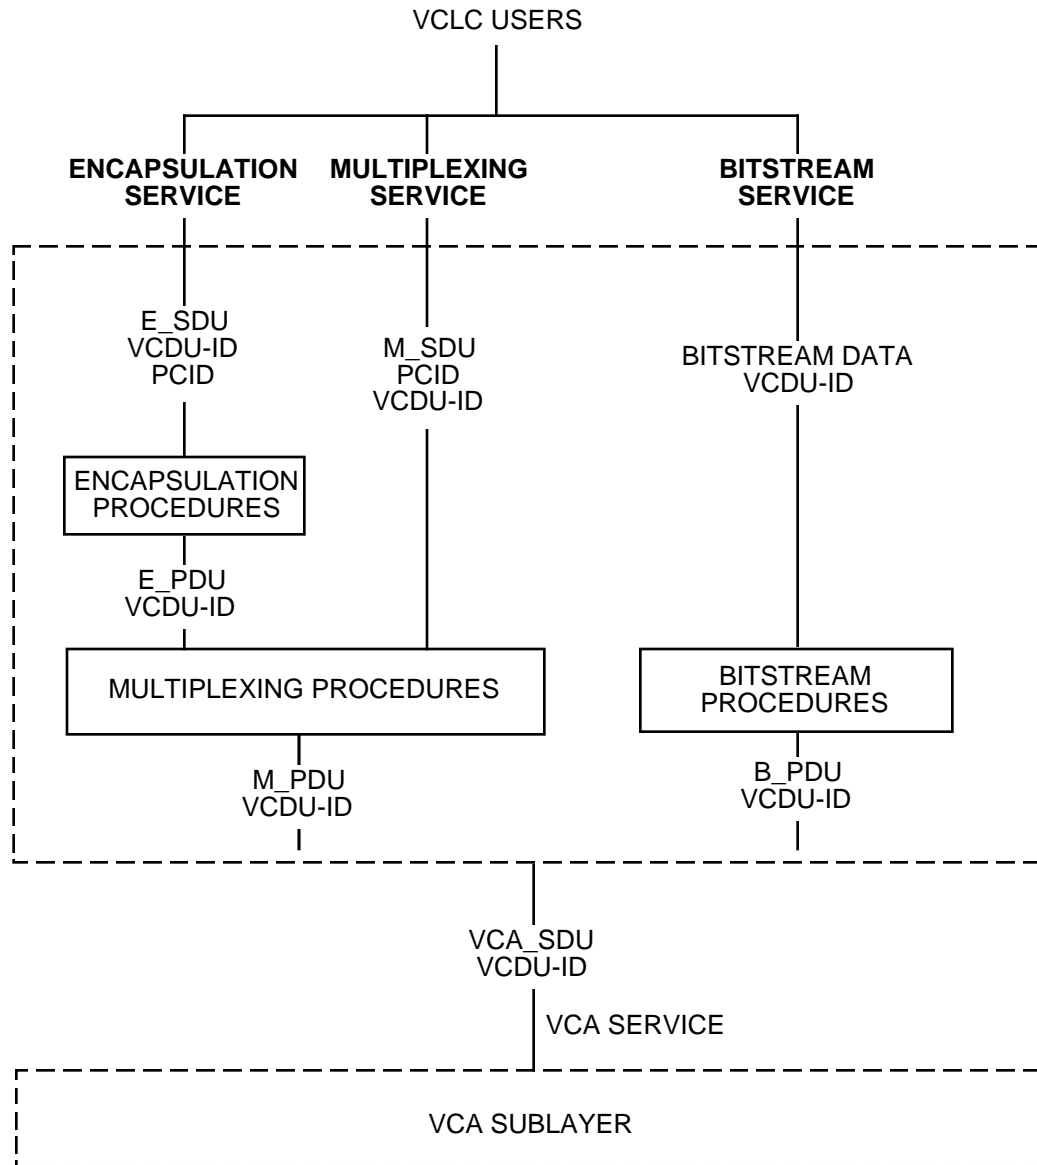 VCLC USERS
ENCAPSULATION
SERVICE
MULTIPLEXING
SERVICE
BITSTREAM
SERVICE
E_SDU
VCDU-ID
PCID
M_SDU
PCID
VCDU-ID
BITSTREAM DATA
VCDU-ID
ENCAPSULATION
PROCEDURES
E_PDU
VCDU-ID
MULTIPLEXING PROCEDURES
BITSTREAM
PROCEDURES
M_PDU
VCDU-ID
B_PDU
VCDU-ID
VCA_SDU
VCDU-ID
VCA SERVICE
VCA SUBLAYER